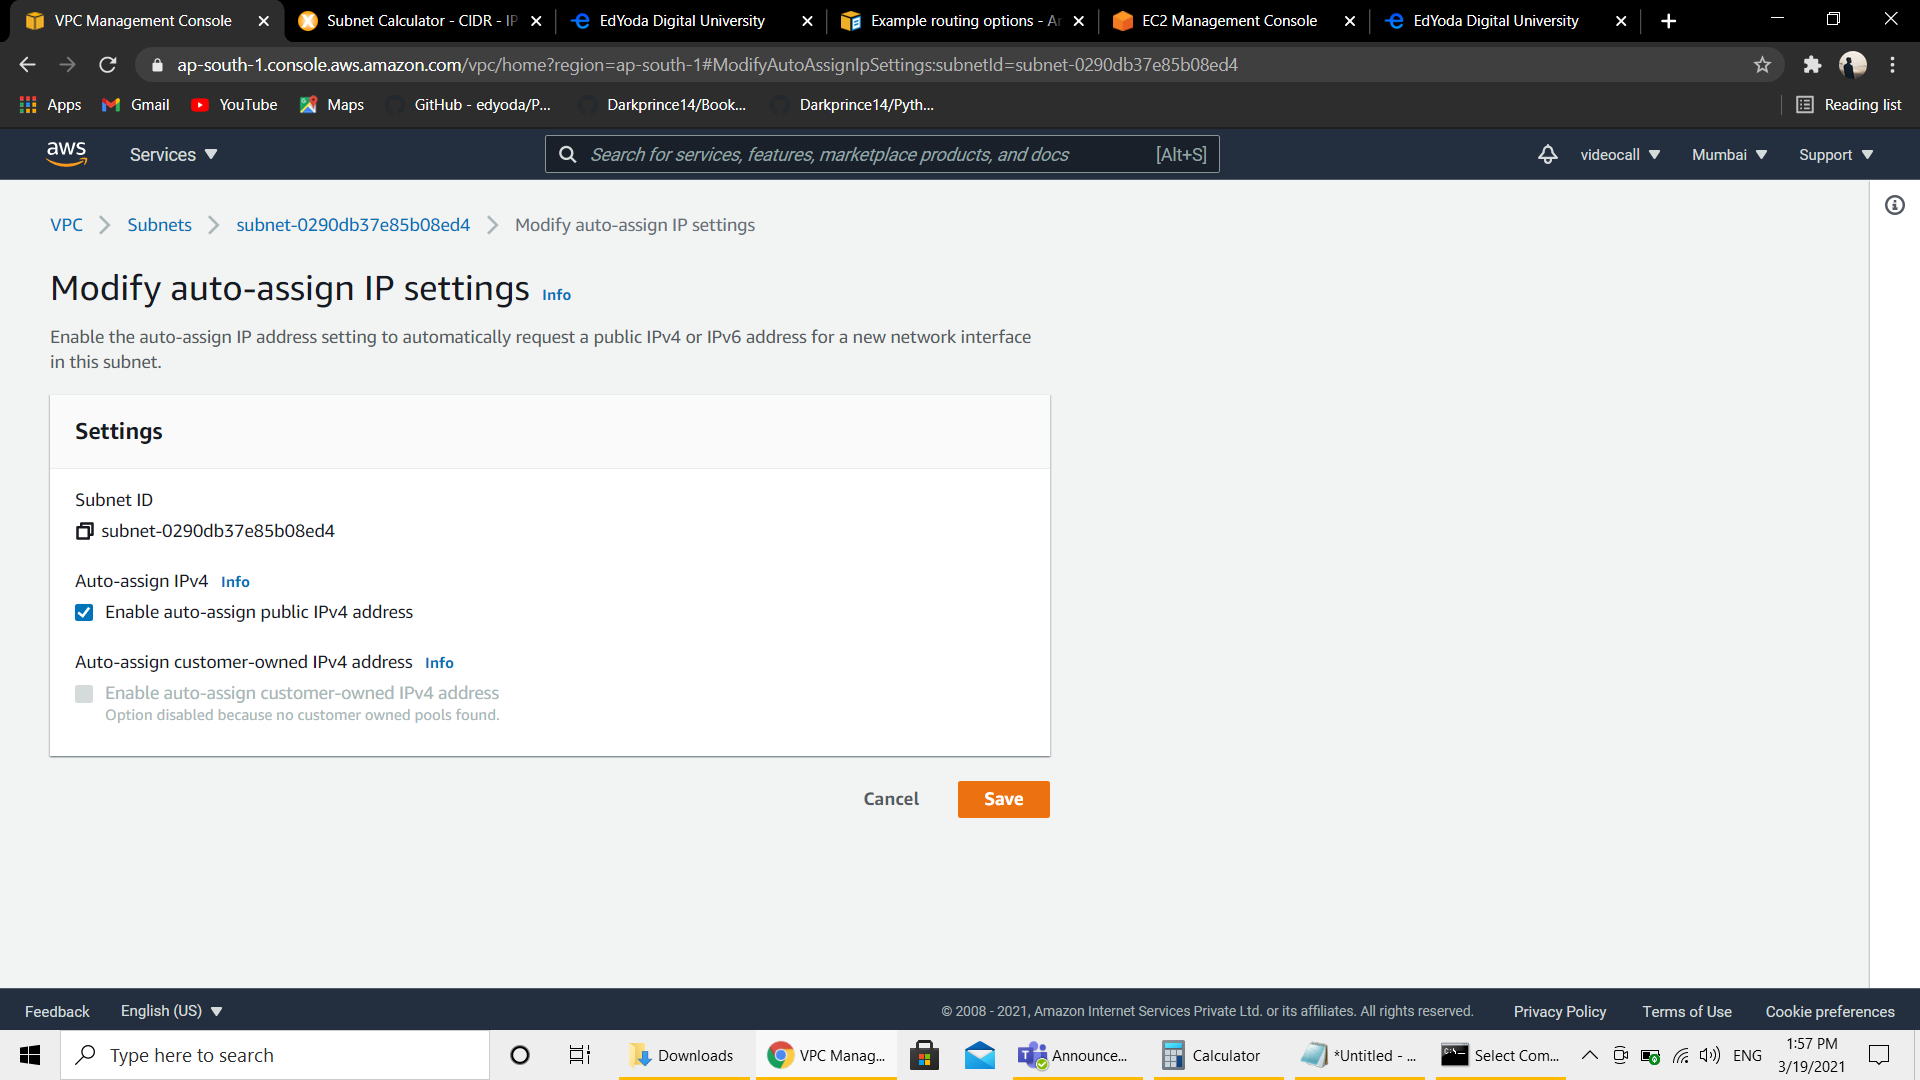 VPC Management Console
Subnet Calculator - CIDR - IP
EdYoda Digital University
Example routing options - Am
EC2 Management Console
EdYoda Digital University
ap-south-1.console.aws.amazon.com/vpc/home?region=ap-south-1#ModifyAutoAssignIpSettings:subnetId=subnet-0290db37e85b08ed4
Apps
Gmail
YouTube
Maps
GitHub - edyoda/P...
Darkprince14/Book...
Darkprince14/Pyth...
Reading list
aws
Services
Search for services, features, marketplace products, and docs
[Alt+S]
videocall
Mumbai
Support
VPC
Subnets
subnet-0290db37e85b08ed4
Modify auto-assign IP settings
Modify auto-assign IP settings Info
Enable the auto-assign IP address setting to automatically request a public IPv4 or IPv6 address for a new network interface
in this subnet.
Settings
Subnet ID
subnet-0290db37e85b08ed4
Auto-assign IPv4 Info
Enable auto-assign public IPv4 address
Auto-assign customer-owned IPv4 address Info
Enable auto-assign customer-owned IPv4 address
Option disabled because no customer owned pools found.
Cancel
Save
Feedback
English (US)
© 2008 - 2021, Amazon Internet Services Private Ltd. or its affiliates. All rights reserved.
Privacy Policy
Terms of Use
Cookie preferences
Type here to search
Downloads
VPC Manag...
Announce...
Calculator
*Untitled - ...
Select Com...
ENG
1:57 PM
3/19/2021